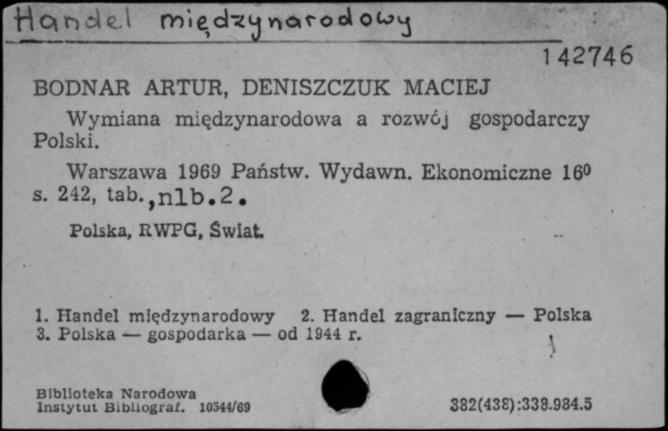 Handel międzynarodowy
142746
BODNAR ARTUR, DENISZCZUK MACIEJ
Wymiana międzynarodowa a rozwój gospodarczy
Polski.
Warszawa 1969 Państw. Wydawn. Ekonomiczne 16⁰
s. 242, tab.,nlb.2.
Polska, RWPG, Świat.
1. Handel międzynarodowy 2. Handel zagraniczny — Polska
3. Polska — gospodarka — od 1944 r.
Biblioteka Narodowa
Instytut Bibliograf. 10544/69
382(438):338.984.5